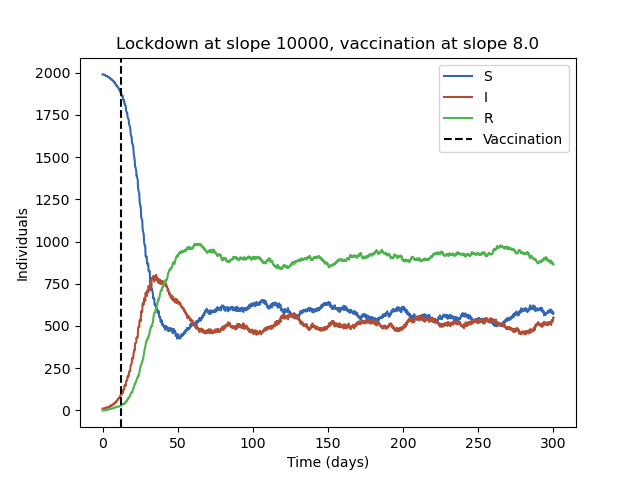 Lockdown at slope 10000, vaccination at slope 8.0
2000
1750
1500
1250
1000
750
500
250
0
Individuals
S
I
R
Vaccination
0 50 100 150 200 250 300
Time (days)